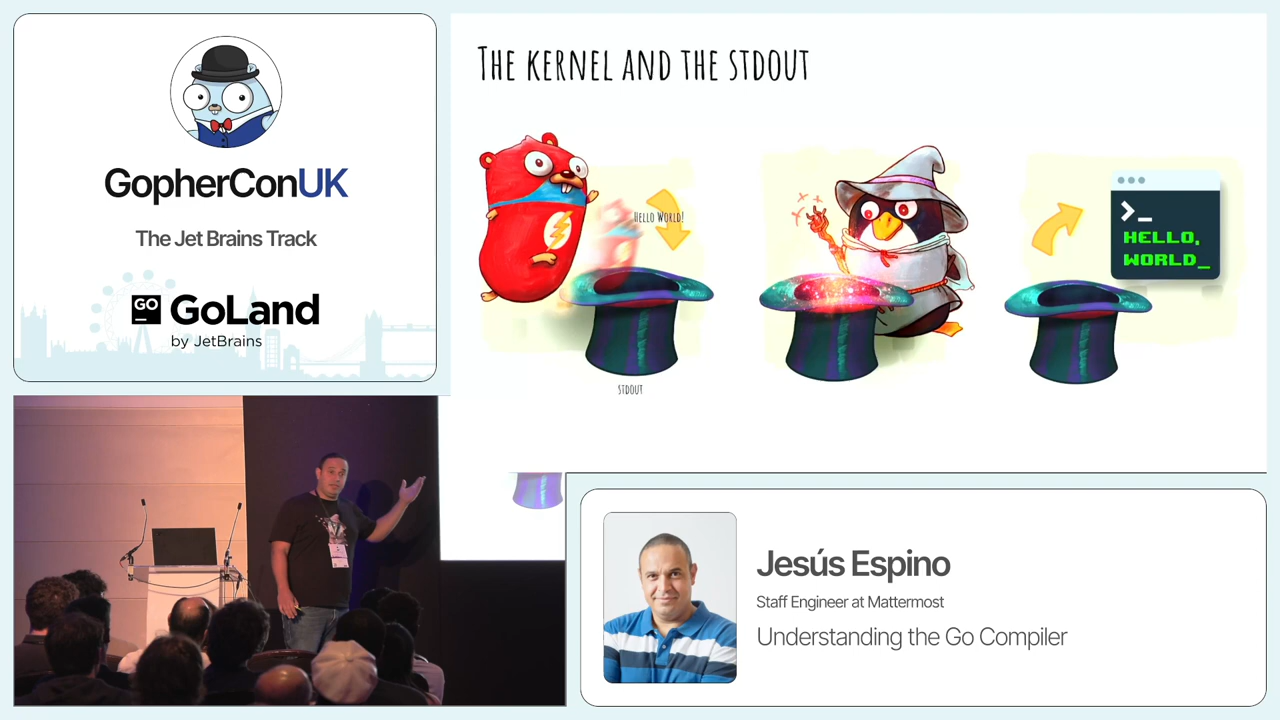 GopherConUK
The Jet Brains Track
GO
GoLand
by JetBrains
The kernel and the stdout
Hello World!
stdout
>_
HELLO,
WORLD_
Jesús Espino
Staff Engineer at Mattermost
Understanding the Go Compiler